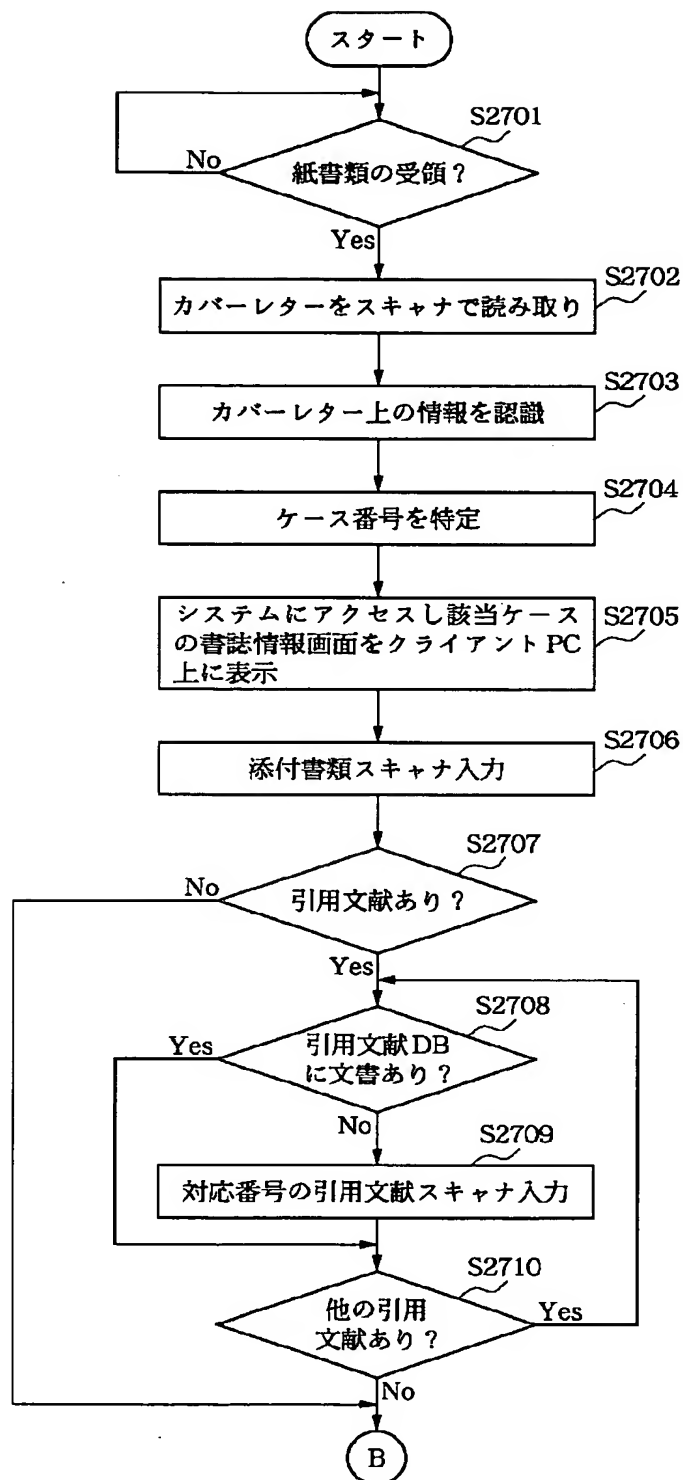 スタート
S2701
No
紙書類の受領?
Yes
S2702
カバーレターをスキャナで読み取り
S2703
カバーレター上の情報を認識
S2704
ケース番号を特定
S2705
システムにアクセスし該当ケース
の書誌情報画面をクライアントPC
上に表示
S2706
添付書類スキャナ入力
S2707
No
引用文献あり?
Yes
S2708
Yes
引用文献DB
に文書あり?
No
S2709
対応番号の引用文献スキャナ入力
S2710
他の引用
文献あり?
Yes
No
B